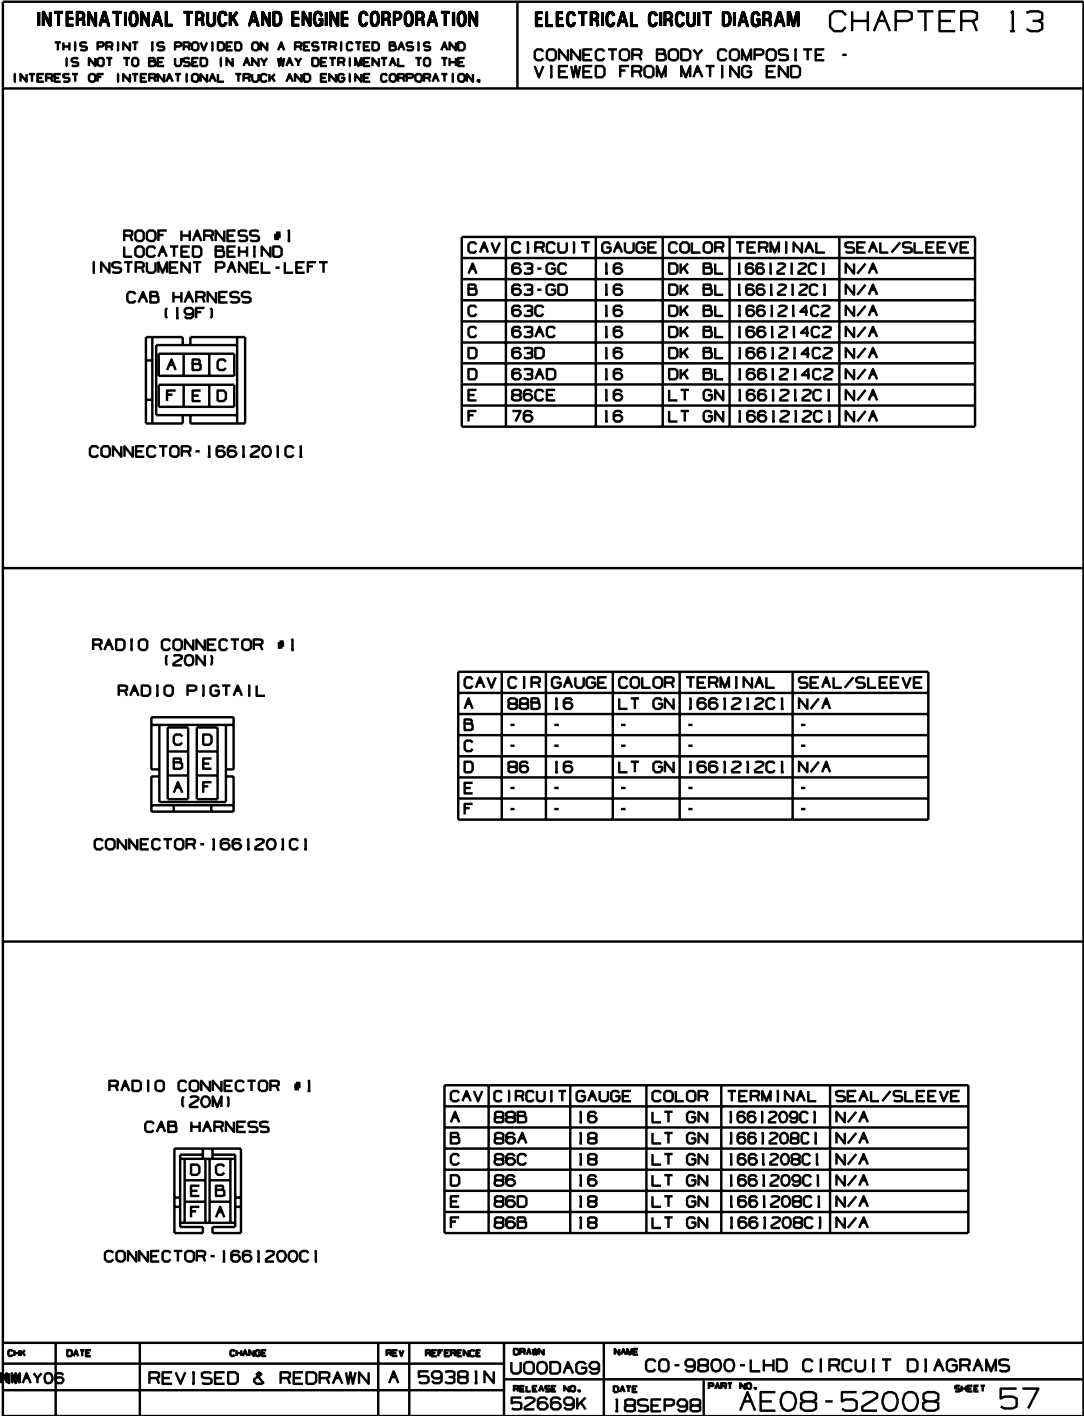 INTERNATIONAL TRUCK AND ENGINE CORPORATION
THIS PRINT IS PROVIDED ON A RESTRICTED BASIS AND
IS NOT TO BE USED IN ANY WAY DETRIMENTAL TO THE
INTEREST OF INTERNATIONAL TRUCK AND ENGINE CORPORATION.
ELECTRICAL CIRCUIT DIAGRAM CHAPTER 13
CONNECTOR BODY COMPOSITE -
VIEWED FROM MATING END
ROOF HARNESS #1
LOCATED BEHIND
INSTRUMENT PANEL-LEFT
CAB HARNESS
(19F)
A B C
F E D
CONNECTOR-1661201C1
CAV CIRCUIT GAUGE COLOR TERMINAL SEAL/SLEEVE
A 63-GC 16 DK BL 1661212C1 N/A
B 63-GD 16 DK BL 1661212C1 N/A
C 63C 16 DK BL 1661214C2 N/A
C 63AC 16 DK BL 1661214C2 N/A
D 63D 16 DK BL 1661214C2 N/A
D 63AD 16 DK BL 1661214C2 N/A
E 86CE 16 LT GN 1661212C1 N/A
F 76 16 LT GN 1661212C1 N/A
RADIO CONNECTOR #1
(20N)
RADIO PIGTAIL
C D
B E
A F
CONNECTOR-1661201C1
CAV CIR GAUGE COLOR TERMINAL SEAL/SLEEVE
A 88B 16 LT GN 1661212C1 N/A
B - - - - -
C - - - - -
D 86 16 LT GN 1661212C1 N/A
E - - - - -
F - - - - -
RADIO CONNECTOR #1
(20M)
CAB HARNESS
D C
E B
F A
CONNECTOR-1661200C1
CAV CIRCUIT GAUGE COLOR TERMINAL SEAL/SLEEVE
A 88B 16 LT GN 1661209C1 N/A
B 86A 18 LT GN 1661208C1 N/A
C 86C 18 LT GN 1661208C1 N/A
D 86 16 LT GN 1661209C1 N/A
E 86D 18 LT GN 1661208C1 N/A
F 86B 18 LT GN 1661208C1 N/A
CHK DATE CHANGE REV REFERENCE
REVISED & REDRAWN A 59381N
DRAWN
U00DAG9
NAME
CO-9800-LHD CIRCUIT DIAGRAMS
RELEASE NO.
52669K
DATE
18SEP98
PART NO.
AE08-52008
SHEET 57